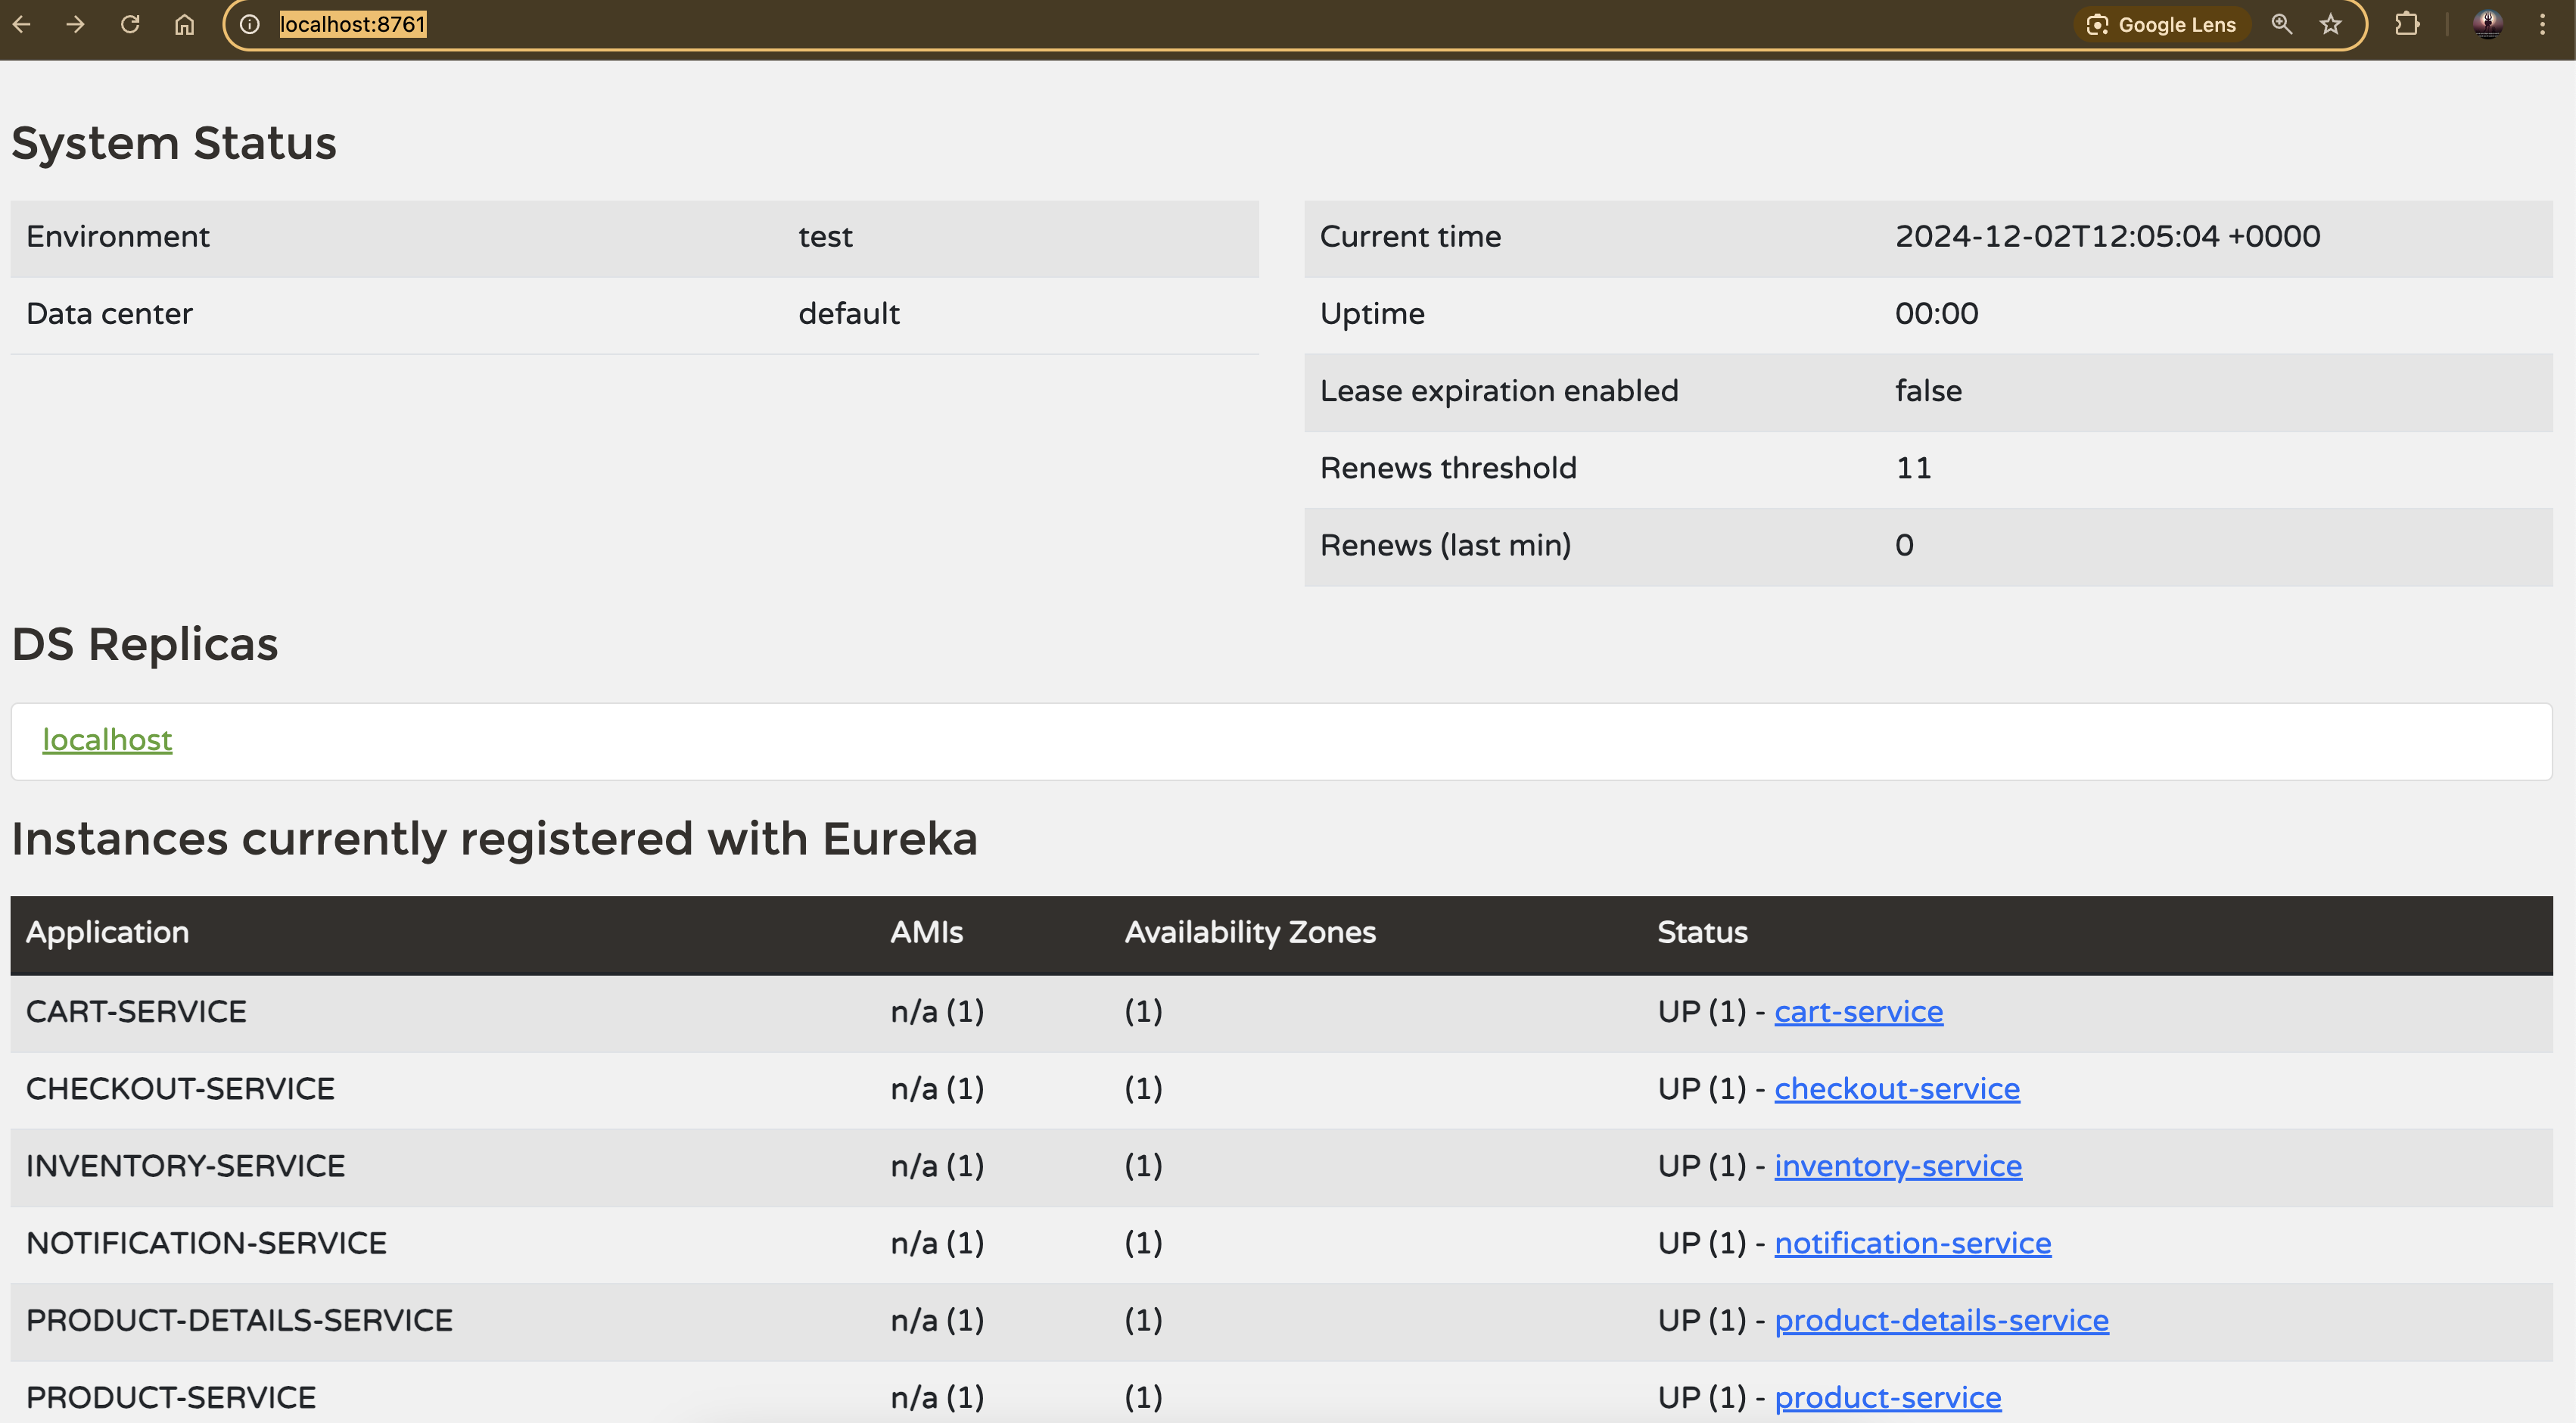 localhost:8761
Google Lens
System Status
Environment test
Data center default
Current time 2024-12-02T12:05:04 +0000
Uptime 00:00
Lease expiration enabled false
Renews threshold 11
Renews (last min) 0
DS Replicas
localhost
Instances currently registered with Eureka
Application AMIs Availability Zones Status
CART-SERVICE n/a (1) (1) UP (1) - cart-service
CHECKOUT-SERVICE n/a (1) (1) UP (1) - checkout-service
INVENTORY-SERVICE n/a (1) (1) UP (1) - inventory-service
NOTIFICATION-SERVICE n/a (1) (1) UP (1) - notification-service
PRODUCT-DETAILS-SERVICE n/a (1) (1) UP (1) - product-details-service
PRODUCT-SERVICE n/a (1) (1) UP (1) - product-service